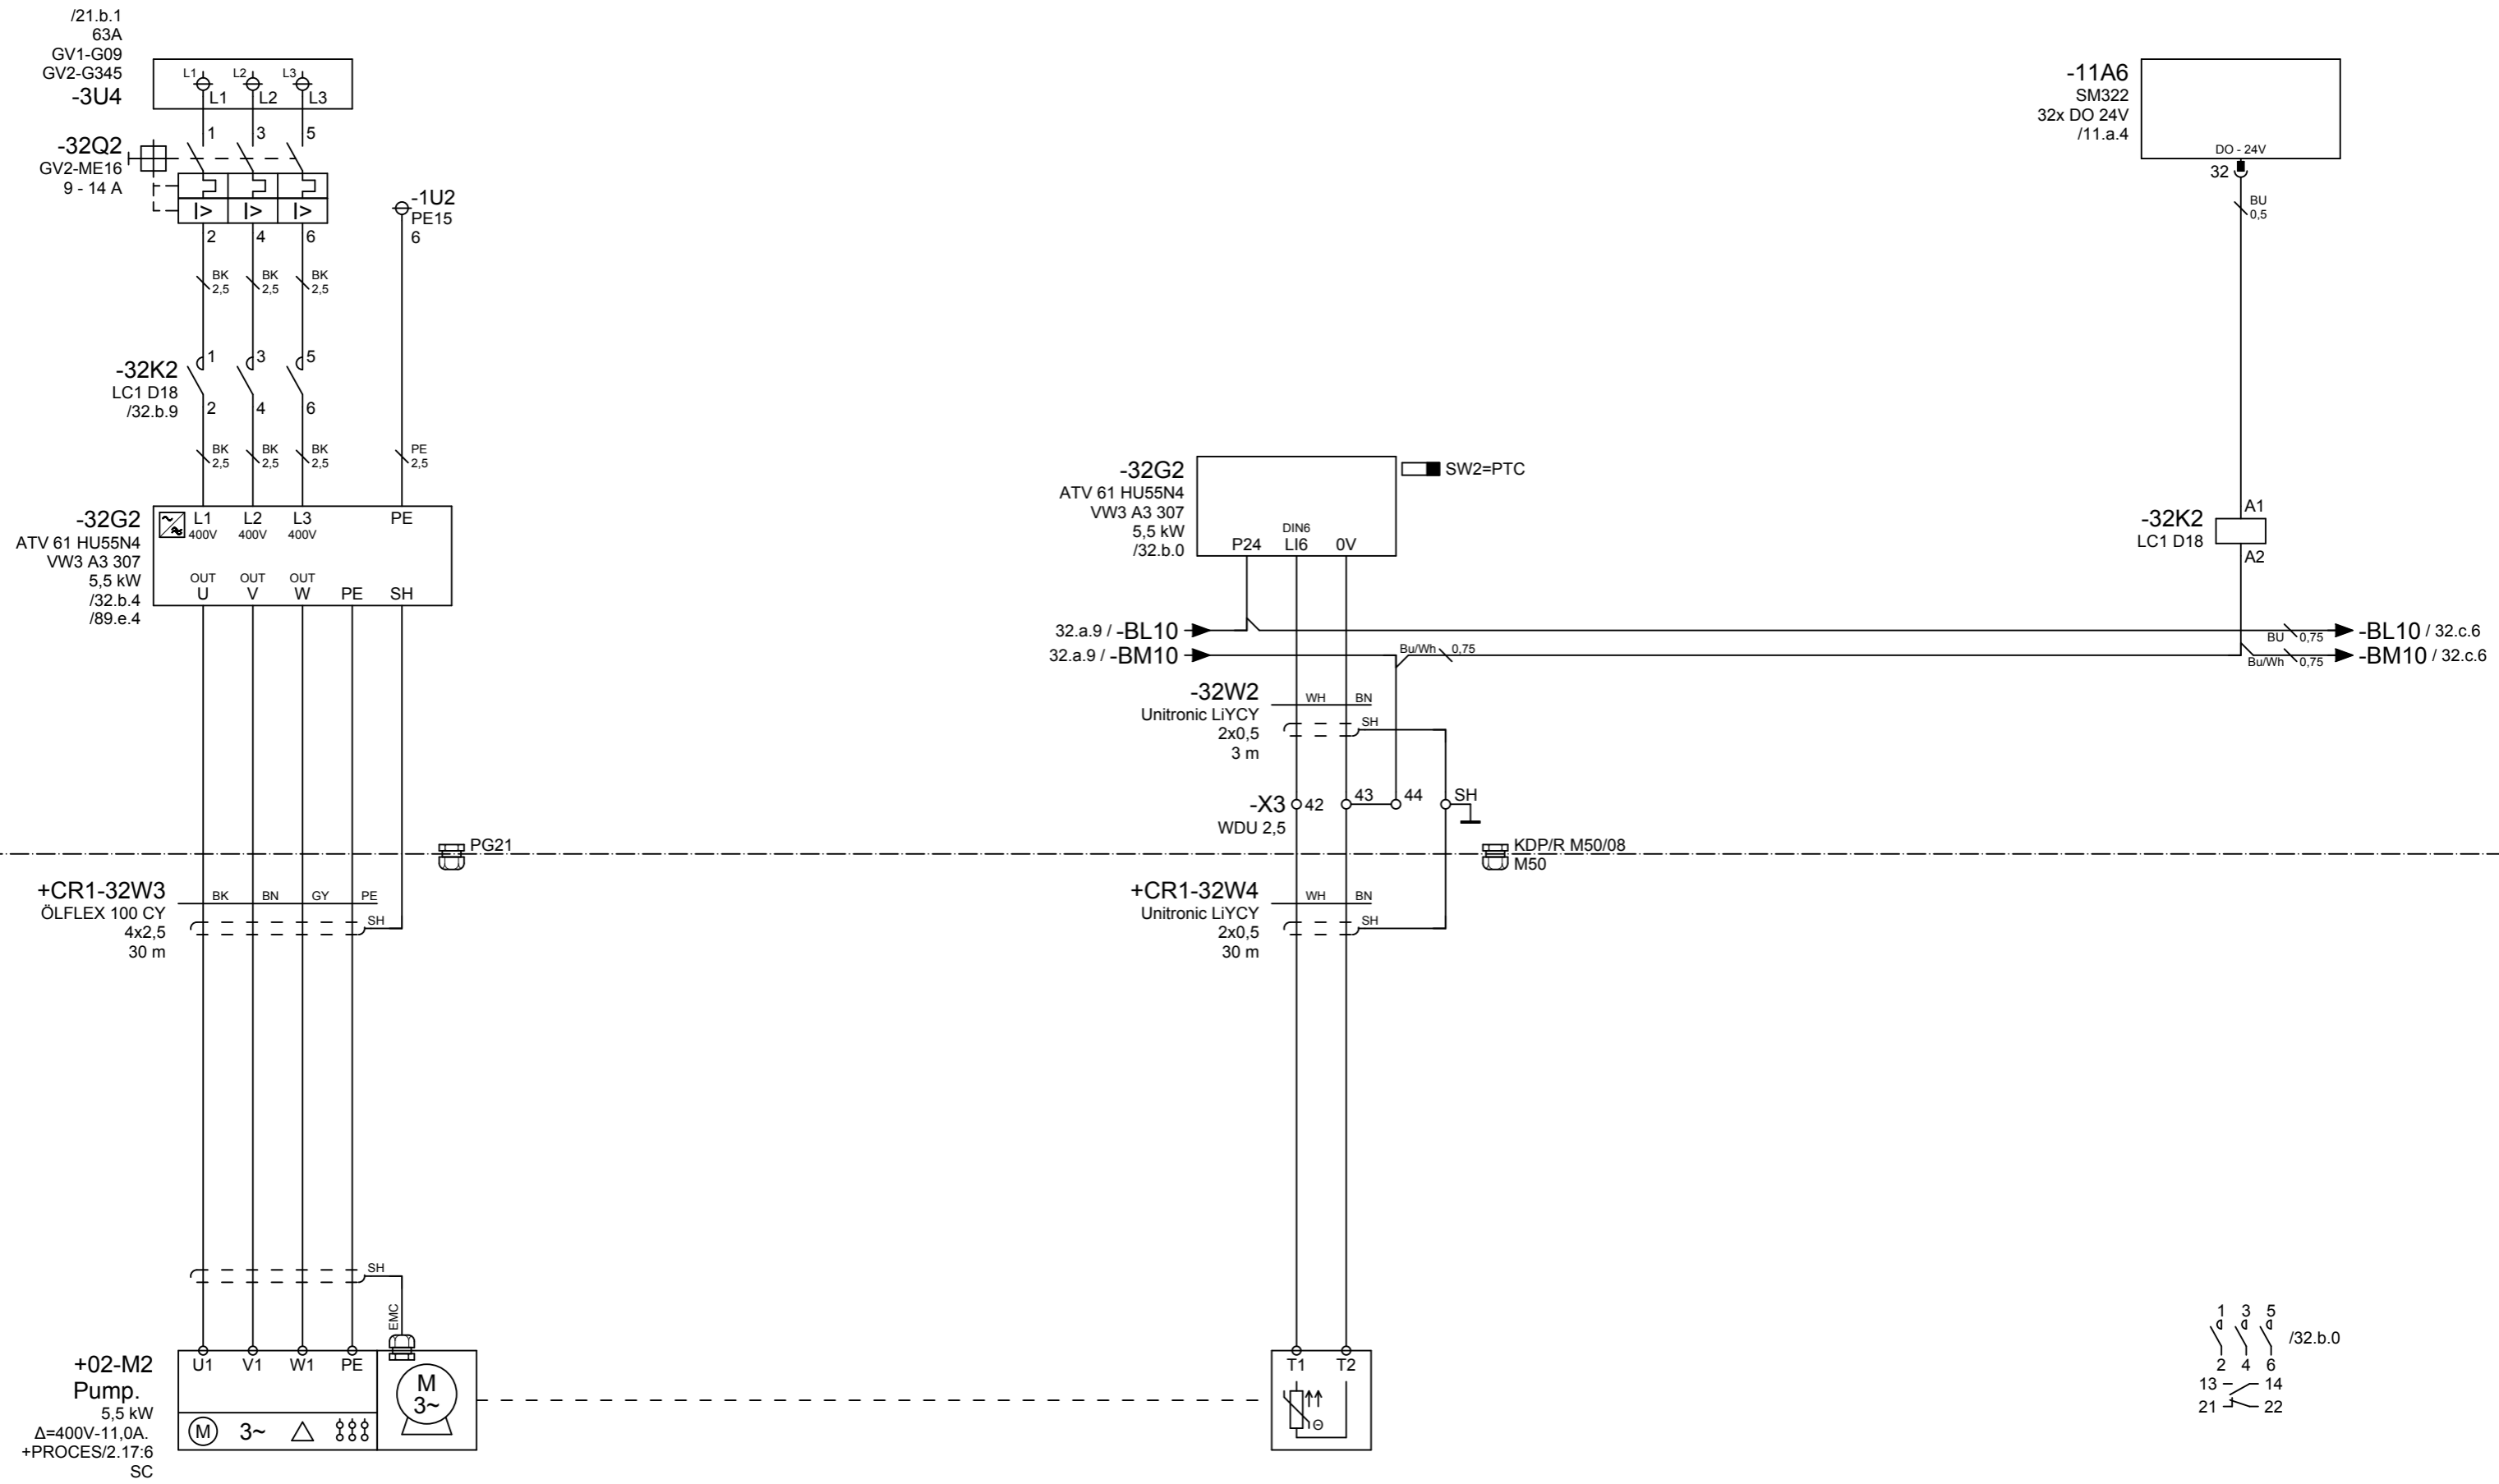 /21.b.1
63A
GV1-G09
GV2-G345
-3U4
L1 L2 L3
L1 L2 L3
1 3 5
-32Q2
GV2-ME16
9 - 14 A
I> I> I>
2 4 6
-1U2
PE15
6
BK BK BK
2,5 2,5 2,5
1 3 5
-32K2
LC1 D18
/32.b.9
2 4 6
BK BK BK PE
2,5 2,5 2,5 2,5
-32G2
ATV 61 HU55N4
VW3 A3 307
5,5 kW
/32.b.4
/89.e.4
L1 L2 L3 PE
400V 400V 400V
OUT OUT OUT
U V W PE SH
PG21
+CR1-32W3
ÖLFLEX 100 CY
4x2,5
30 m
BK BN GY PE
SH
SH
EMC
+02-M2
Pump.
5,5 kW
Δ=400V-11,0A.
+PROCES/2.17:6
SC
U1 V1 W1 PE
M
3~
M 3~
-32G2
ATV 61 HU55N4
VW3 A3 307
5,5 kW
/32.b.0
SW2=PTC
DIN6
P24 LI6 0V
32.a.9 / -BL10
32.a.9 / -BM10
Bu/Wh 0,75
-32W2
Unitronic LiYCY
2x0,5
3 m
WH BN
SH
-X3
WDU 2,5
42 43 44 SH
KDP/R M50/08
M50
+CR1-32W4
Unitronic LiYCY
2x0,5
30 m
WH BN
SH
T1 T2
Θ
-11A6
SM322
32x DO 24V
/11.a.4
DO - 24V
32
BU
0,5
-32K2
LC1 D18
A1
A2
BU 0,75
-BL10 / 32.c.6
Bu/Wh 0,75
-BM10 / 32.c.6
1 3 5
/32.b.0
2 4 6
13 14
21 22